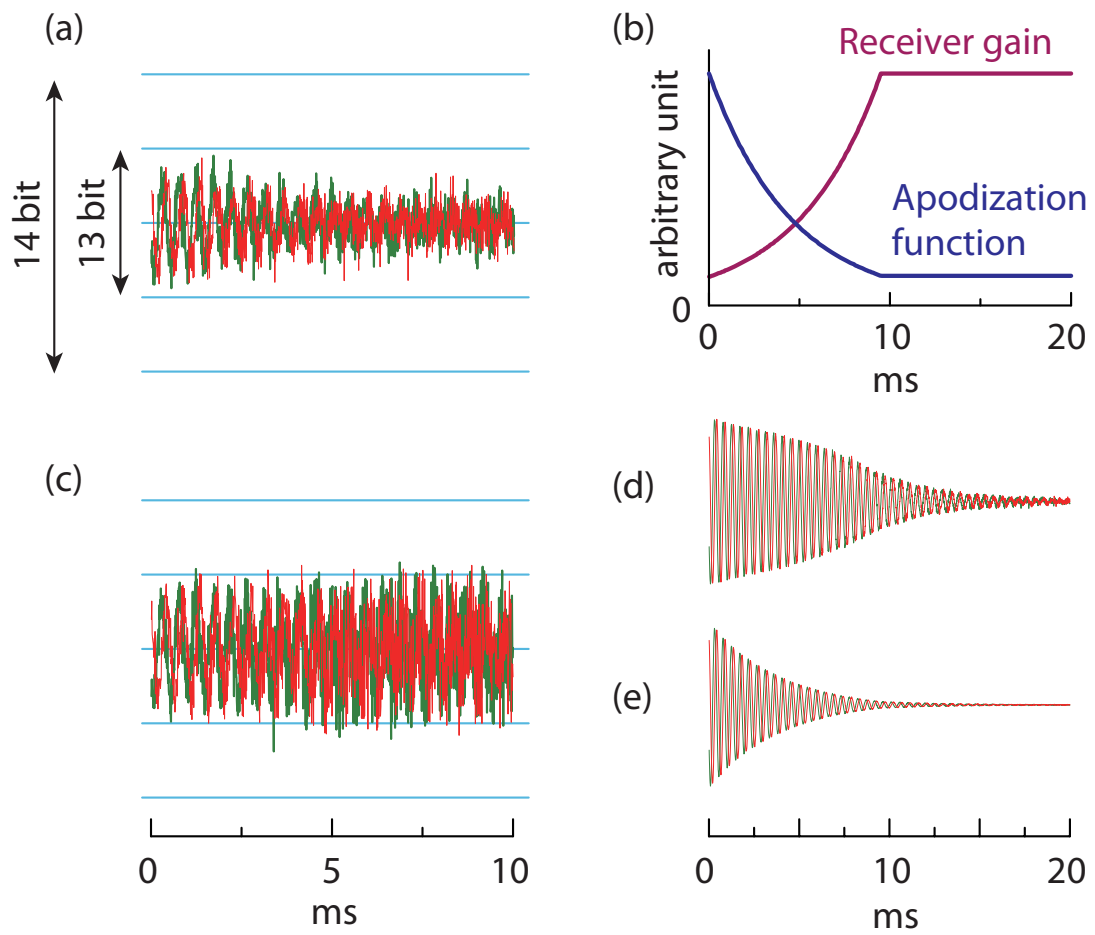 (a)
14 bit
13 bit
(b)
Receiver gain
Apodization
function
arbitrary unit
0
0
10
20
ms
(c)
0
5
10
ms
(d)
(e)
0
10
20
ms